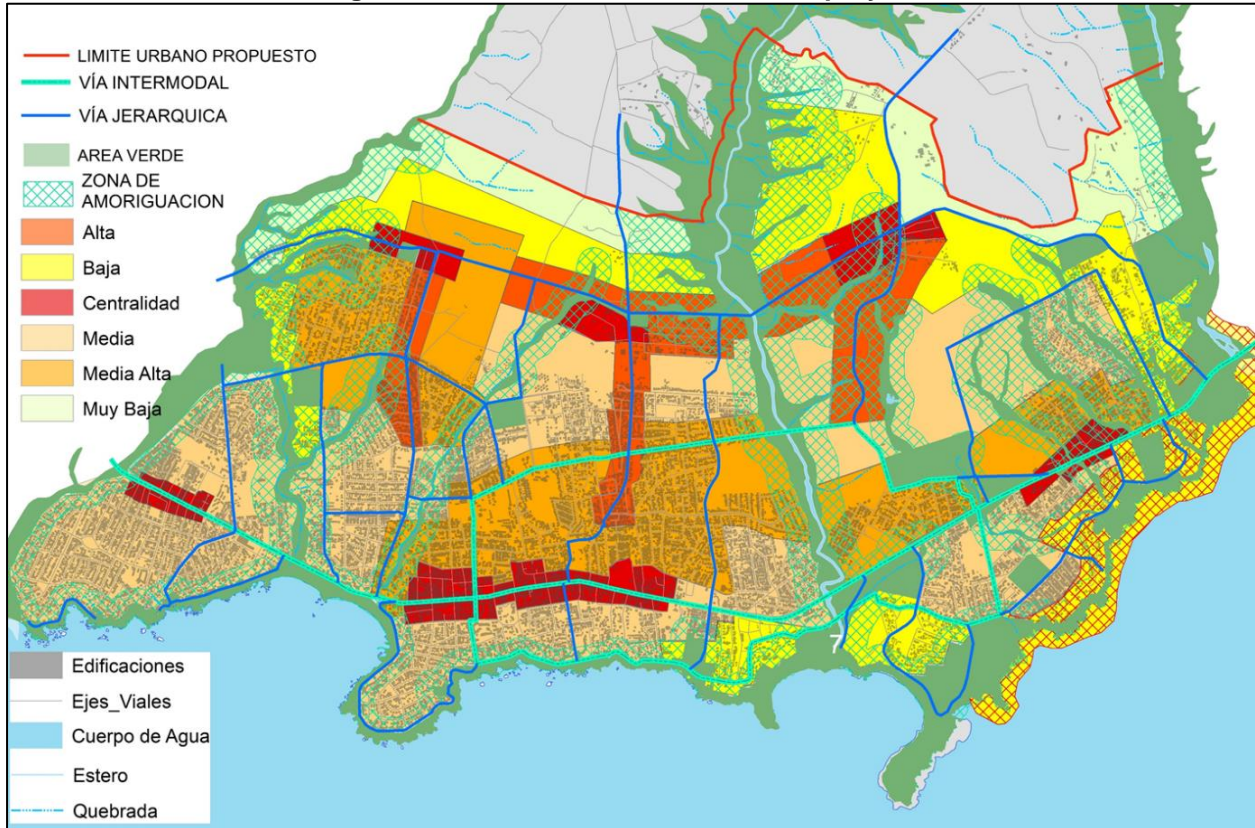 LIMITE URBANO PROPUESTO
VÍA INTERMODAL
VÍA JERARQUICA
AREA VERDE
ZONA DE
AMORIGUACION
Alta
Baja
Centralidad
Media
Media Alta
Muy Baja
7
Edificaciones
Ejes_Viales
Cuerpo de Agua
Estero
Quebrada